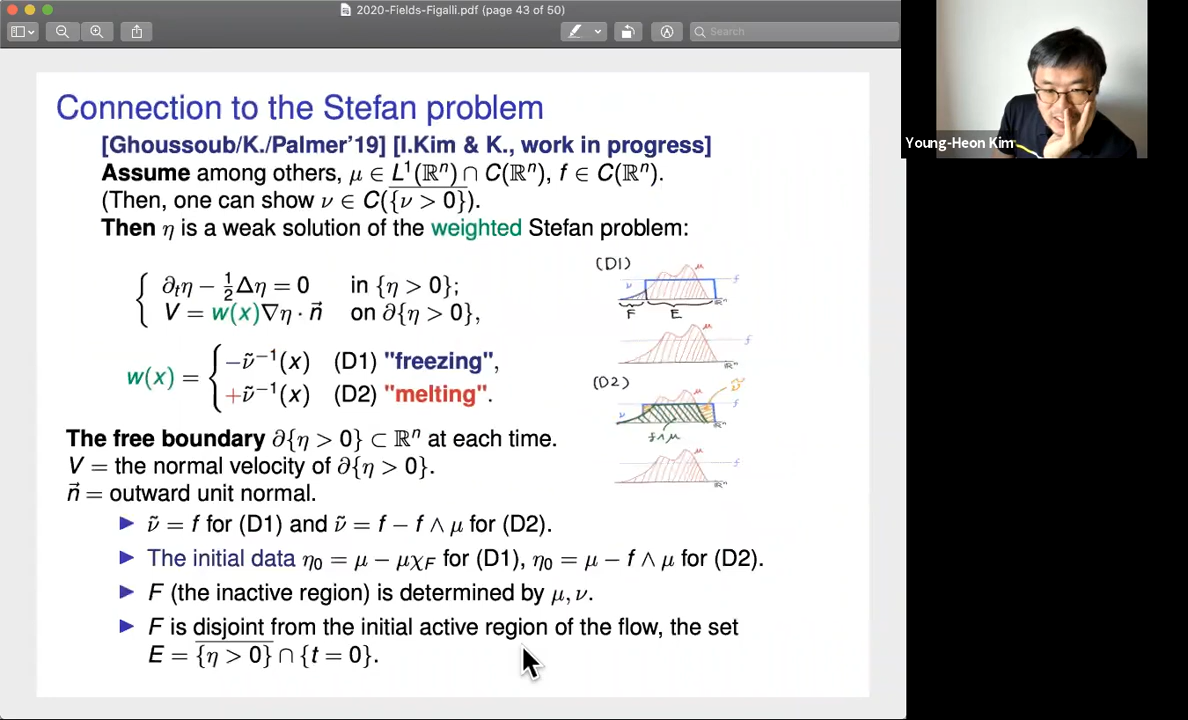 2020-Fields-Figalli.pdf (page 43 of 50)
Search
Connection to the Stefan problem
[Ghoussoub/K./Palmer'19] [I.Kim & K., work in progress]
Assume among others, μ ∈ L¹(ℝⁿ) ∩ C(ℝⁿ), f ∈ C(ℝⁿ).
(Then, one can show ν ∈ C({ν > 0}).
Then η is a weak solution of the weighted Stefan problem:
∂ₜη − ½Δη = 0 in {η > 0};
V = w(x)∇η · n⃗ on ∂{η > 0},
w(x) = { −ν̃⁻¹(x) (D1) "freezing",
+ν̃⁻¹(x) (D2) "melting".
The free boundary ∂{η > 0} ⊂ ℝⁿ at each time.
V = the normal velocity of ∂{η > 0}.
n⃗ = outward unit normal.
▶ ν̃ = f for (D1) and ν̃ = f − f ∧ μ for (D2).
▶ The initial data η₀ = μ − μχ_F for (D1), η₀ = μ − f ∧ μ for (D2).
▶ F (the inactive region) is determined by μ, ν.
▶ F is disjoint from the initial active region of the flow, the set
E = {η > 0} ∩ {t = 0}.
(D1)
μ
f
ν
ℝⁿ
F
E
μ
f
ℝⁿ
(D2)
ν̃
μ
f
ν
ℝⁿ
f∧μ
μ
f
ℝⁿ
Young-Heon Kim